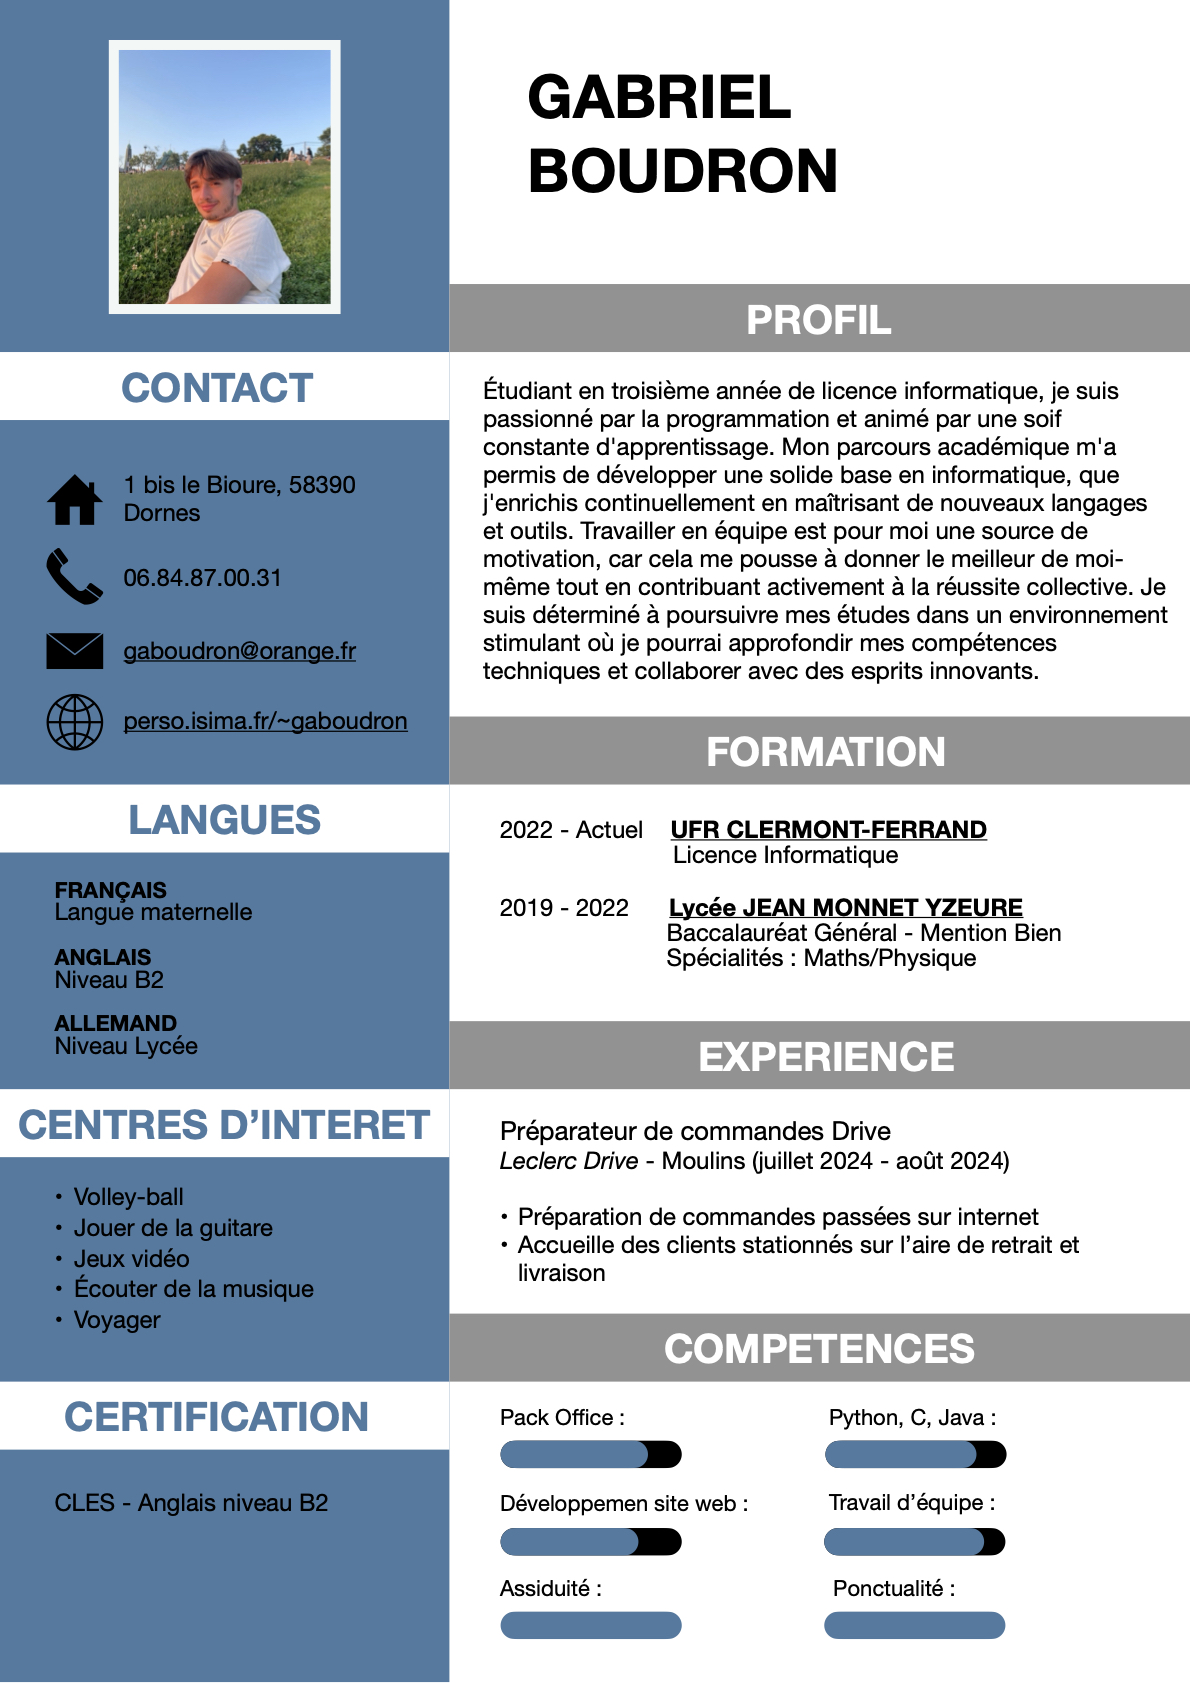 GABRIEL
BOUDRON
CONTACT
1 bis le Bioure, 58390
Dornes
06.84.87.00.31
gaboudron@orange.fr
perso.isima.fr/~gaboudron
LANGUES
FRANÇAIS
Langue maternelle
ANGLAIS
Niveau B2
ALLEMAND
Niveau Lycée
CENTRES D’INTERET
• Volley-ball
• Jouer de la guitare
• Jeux vidéo
• Écouter de la musique
• Voyager
CERTIFICATION
CLES - Anglais niveau B2
PROFIL
Étudiant en troisième année de licence informatique, je suis
passionné par la programmation et animé par une soif
constante d'apprentissage. Mon parcours académique m'a
permis de développer une solide base en informatique, que
j'enrichis continuellement en maîtrisant de nouveaux langages
et outils. Travailler en équipe est pour moi une source de
motivation, car cela me pousse à donner le meilleur de moi-
même tout en contribuant activement à la réussite collective. Je
suis déterminé à poursuivre mes études dans un environnement
stimulant où je pourrai approfondir mes compétences
techniques et collaborer avec des esprits innovants.
FORMATION
2022 - Actuel UFR CLERMONT-FERRAND
Licence Informatique
2019 - 2022 Lycée JEAN MONNET YZEURE
Baccalauréat Général - Mention Bien
Spécialités : Maths/Physique
EXPERIENCE
Préparateur de commandes Drive
Leclerc Drive - Moulins (juillet 2024 - août 2024)
• Préparation de commandes passées sur internet
• Accueille des clients stationnés sur l’aire de retrait et
livraison
COMPETENCES
Pack Office : Python, C, Java :
Développemen site web : Travail d’équipe :
Assiduité : Ponctualité :